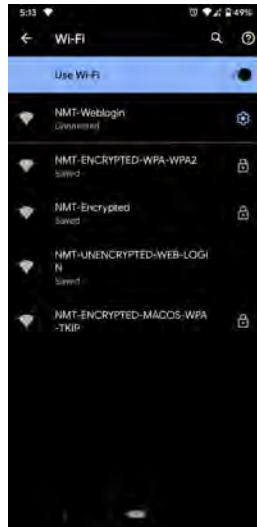 5:13 49%
Wi-Fi
Use Wi-Fi
NMT-Weblogin
Connected
NMT-ENCRYPTED-WPA-WPA2
Saved
NMT-Encrypted
Saved
NMT-UNENCRYPTED-WEB-LOGI
N
Saved
NMT-ENCRYPTED-MACOS-WPA
-TKIP